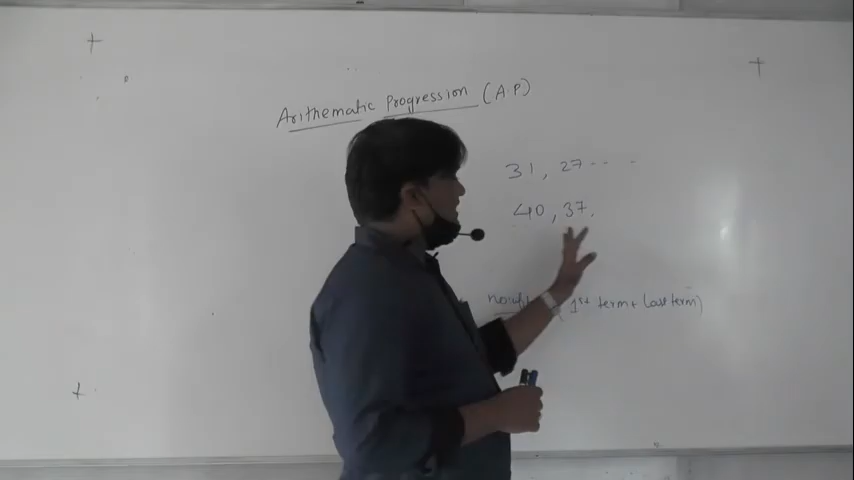 Arithematic Progression (A.P)
31, 27-- -
40, 37.
1st term + Last term)